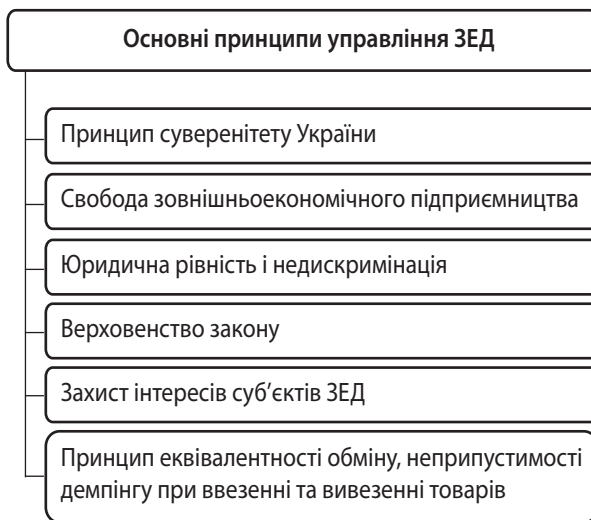 Основні принципи управління ЗЕД
Принцип суверенітету України
Свобода зовнішньоекономічного підприємництва
Юридична рівність і недискримінація
Верховенство закону
Захист інтересів суб’єктів ЗЕД
Принцип еквівалентності обміну, неприпустимості
демпінгу при ввезенні та вивезенні товарів